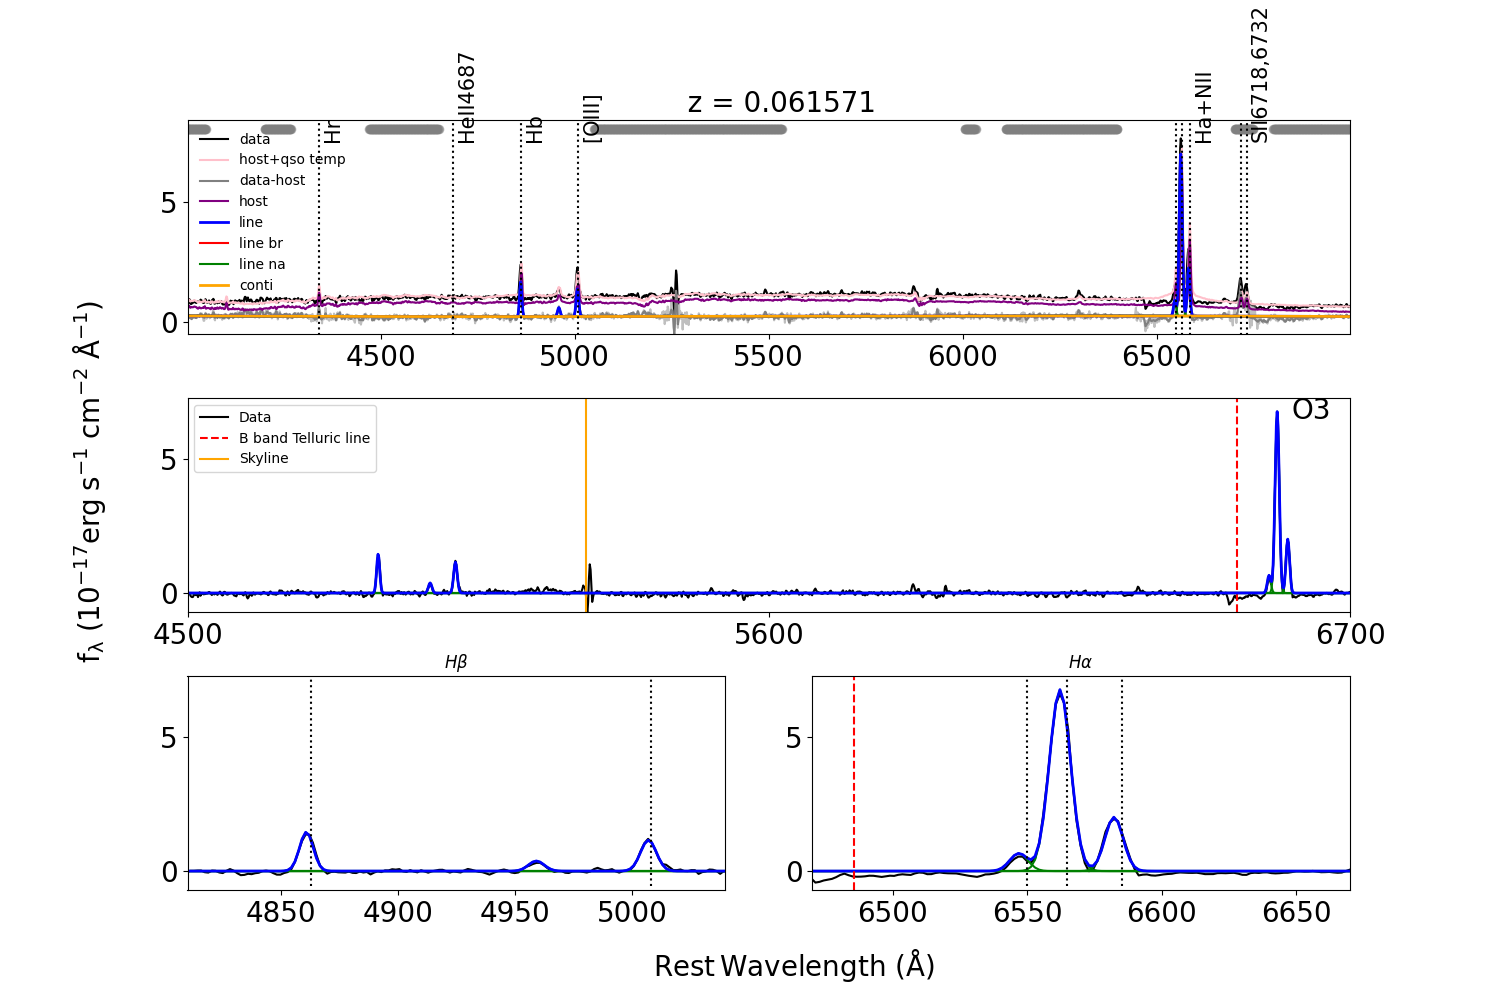 z = 0.061571
Hr
HeII4687
Hb
[OIII]
Ha+NII
SII6718,6732
data
host+qso temp
data-host
host
line
line br
line na
conti
5
0
4500
5000
5500
6000
6500
Data
B band Telluric line
Skyline
O3
5
0
4500
5600
6700
fλ (10⁻¹⁷erg s⁻¹ cm⁻² Å⁻¹)
Hβ
5
0
4850
4900
4950
5000
Hα
5
0
6500
6550
6600
6650
Rest Wavelength (Å)